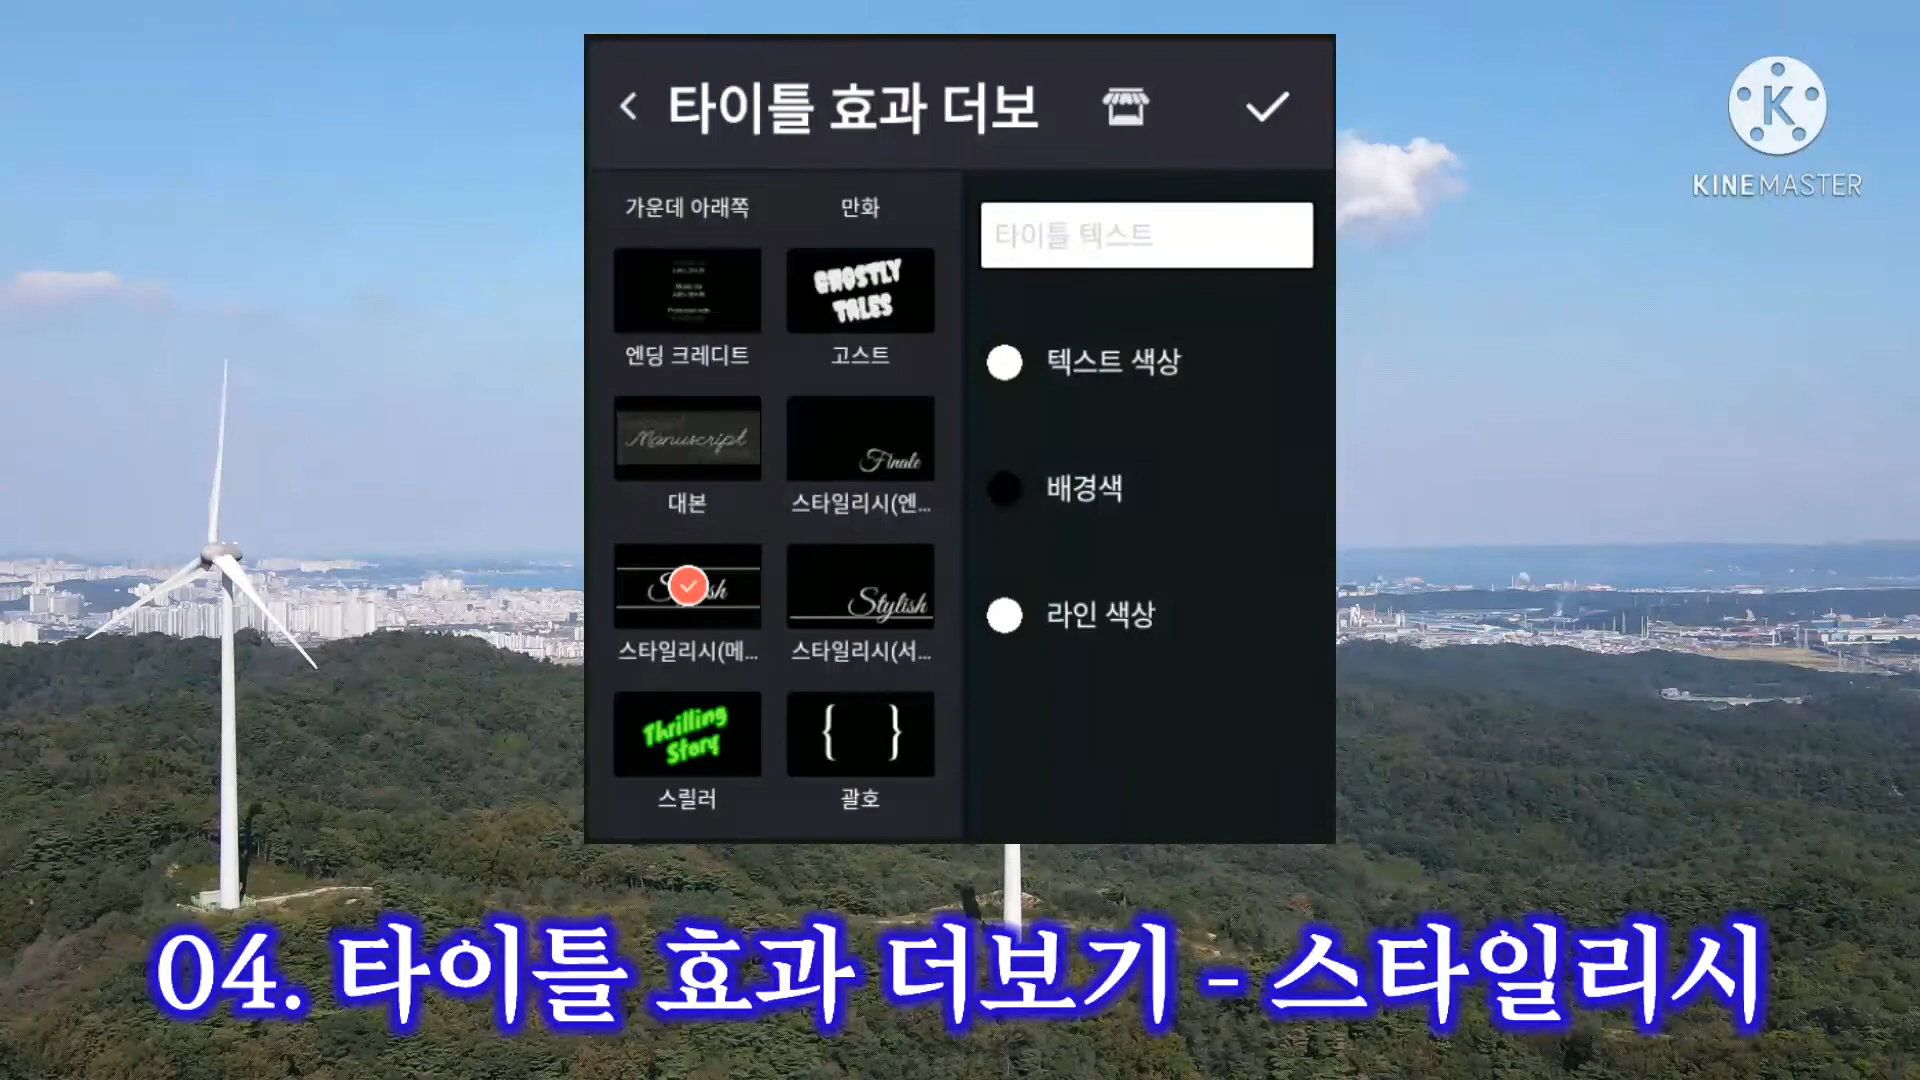 타이틀 효과 더보
K
KINEMASTER
가운데 아래쪽
만화
타이틀 텍스트
GHOSTLY
TALES
엔딩 크레디트
고스트
텍스트 색상
Manuscript
Finale
대본
스타일리시(엔...
배경색
Stylish
스타일리시(메...
스타일리시(서...
라인 색상
Thrilling
Story
{ }
스릴러
괄호
04. 타이틀 효과 더보기 - 스타일리시